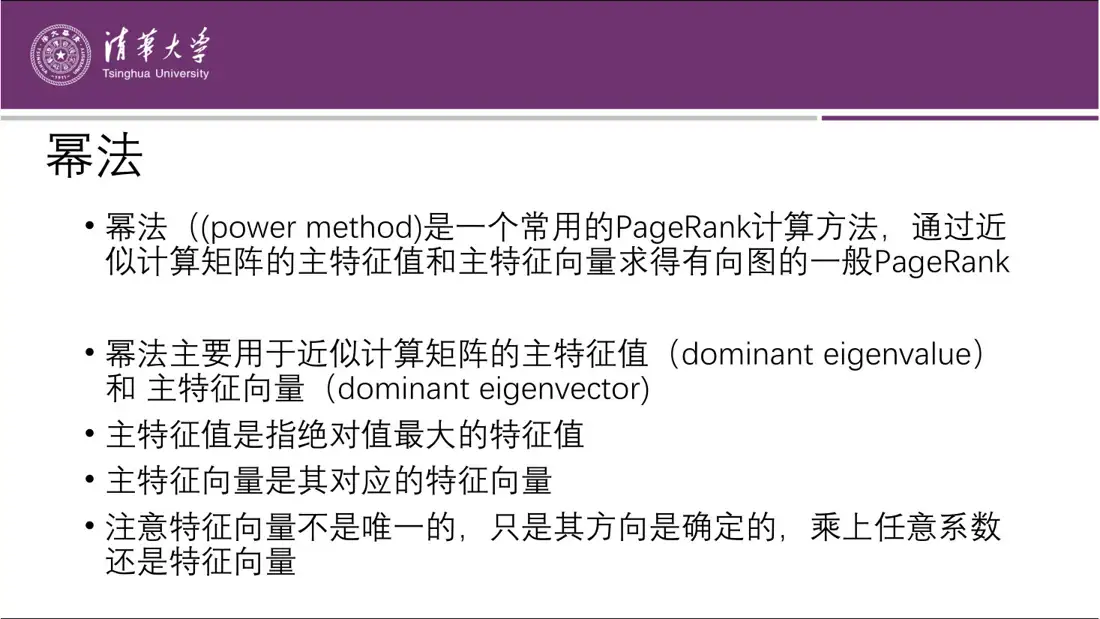 清华大学
Tsinghua University
幂法
• 幂法（(power method)是一个常用的PageRank计算方法，通过近
似计算矩阵的主特征值和主特征向量求得有向图的一般PageRank
• 幂法主要用于近似计算矩阵的主特征值（dominant eigenvalue）
和 主特征向量（dominant eigenvector)
• 主特征值是指绝对值最大的特征值
• 主特征向量是其对应的特征向量
• 注意特征向量不是唯一的，只是其方向是确定的，乘上任意系数
还是特征向量